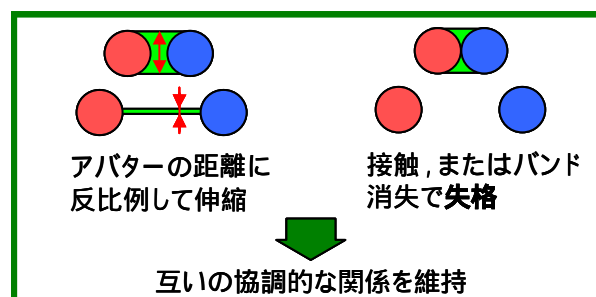 アバターの距離に
反比例して伸縮
接触，またはバンド
消失で失格
互いの協調的な関係を維持